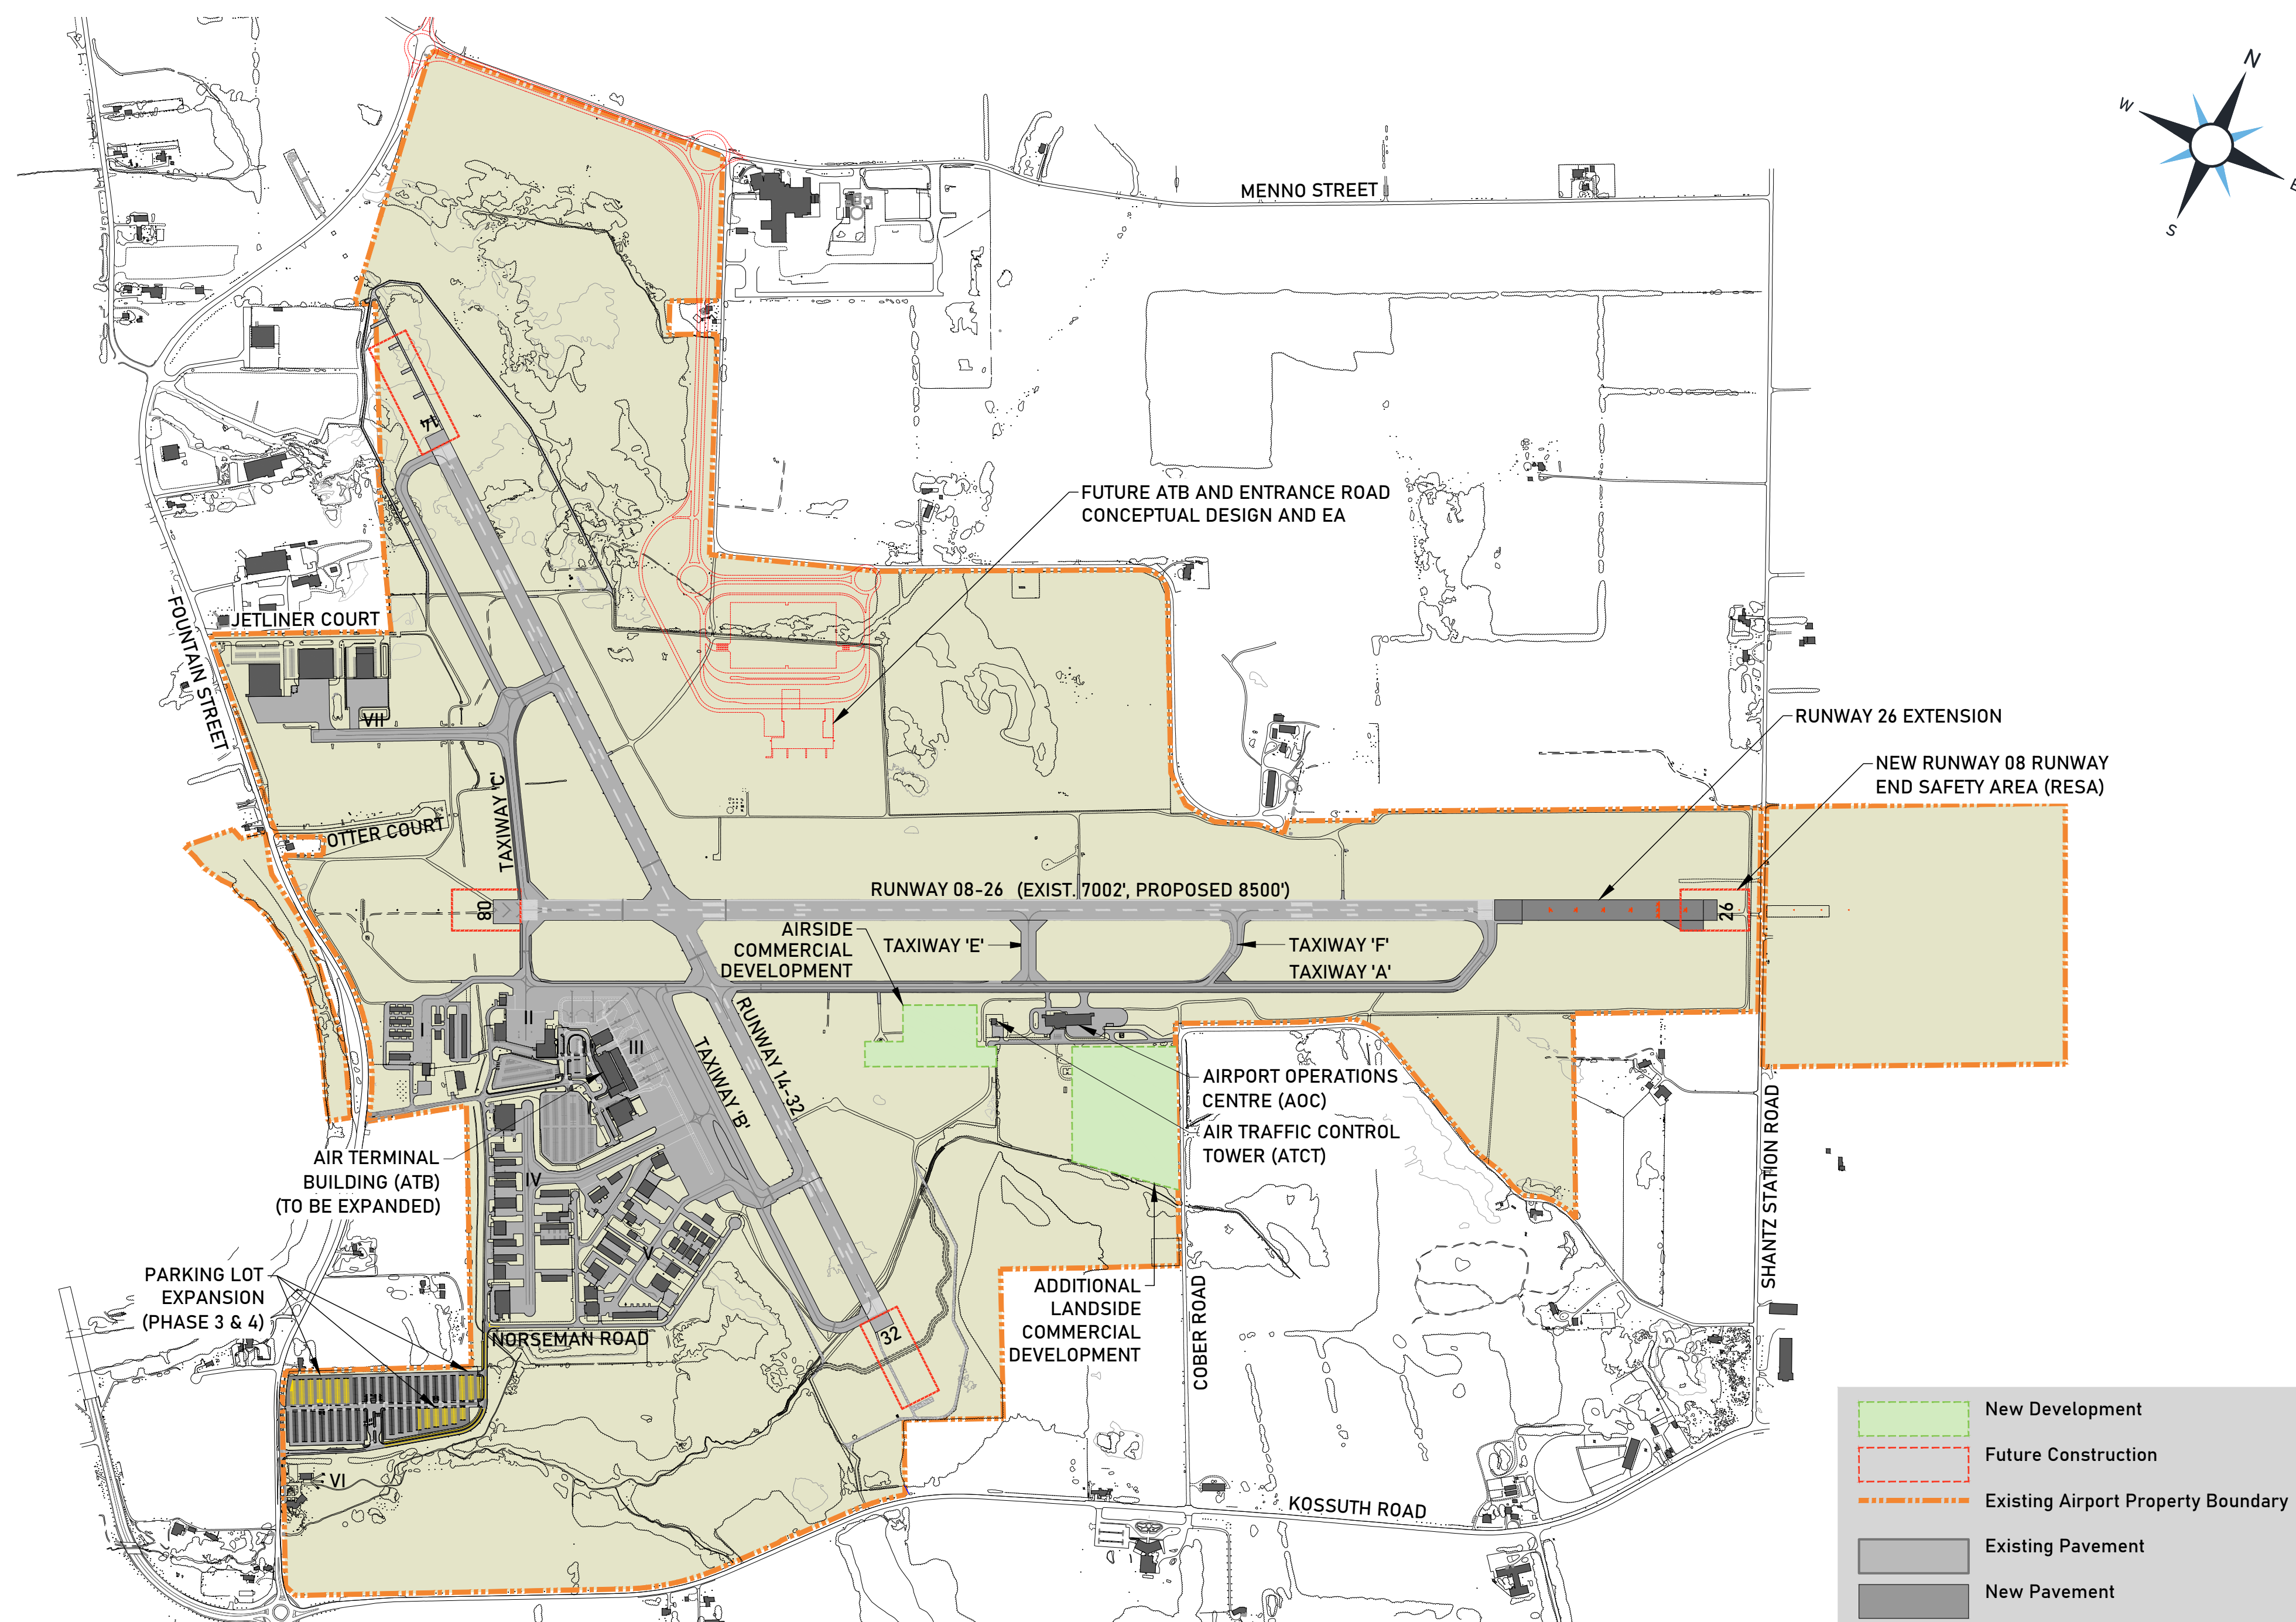 N
W
E
S
MENNO STREET
14
FUTURE ATB AND ENTRANCE ROAD
CONCEPTUAL DESIGN AND EA
FOUNTAIN STREET
JETLINER COURT
VII
TAXIWAY 'C'
OTTER COURT
RUNWAY 26 EXTENSION
NEW RUNWAY 08 RUNWAY
END SAFETY AREA (RESA)
RUNWAY 08-26 (EXIST. 7002', PROPOSED 8500')
08
26
AIRSIDE
COMMERCIAL
DEVELOPMENT
TAXIWAY 'E'
TAXIWAY 'F'
TAXIWAY 'A'
I
II
III
RUNWAY 14-32
TAXIWAY 'B'
AIRPORT OPERATIONS
CENTRE (AOC)
AIR TRAFFIC CONTROL
TOWER (ATCT)
AIR TERMINAL
BUILDING (ATB)
(TO BE EXPANDED)
IV
V
SHANTZ STATION ROAD
PARKING LOT
EXPANSION
(PHASE 3 & 4)
NORSEMAN ROAD
32
ADDITIONAL
LANDSIDE
COMMERCIAL
DEVELOPMENT
COBER ROAD
VI
KOSSUTH ROAD
New Development
Future Construction
Existing Airport Property Boundary
Existing Pavement
New Pavement